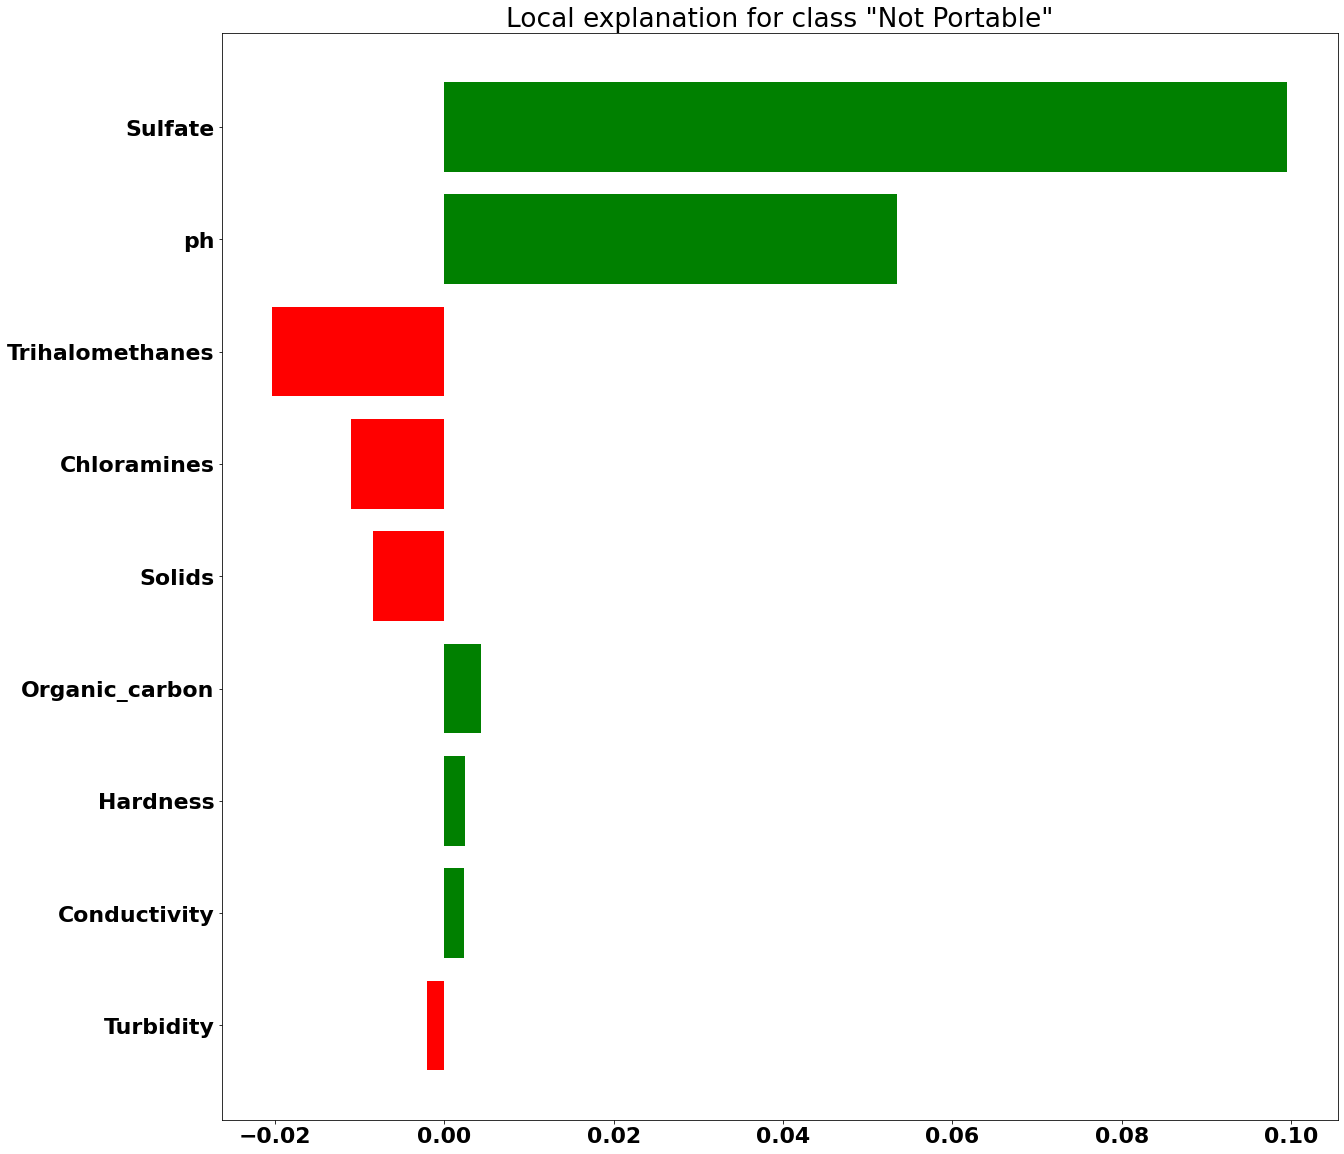 Local explanation for class "Not Portable"
Sulfate
ph
Trihalomethanes
Chloramines
Solids
Organic_carbon
Hardness
Conductivity
Turbidity
−0.02 0.00 0.02 0.04 0.06 0.08 0.10